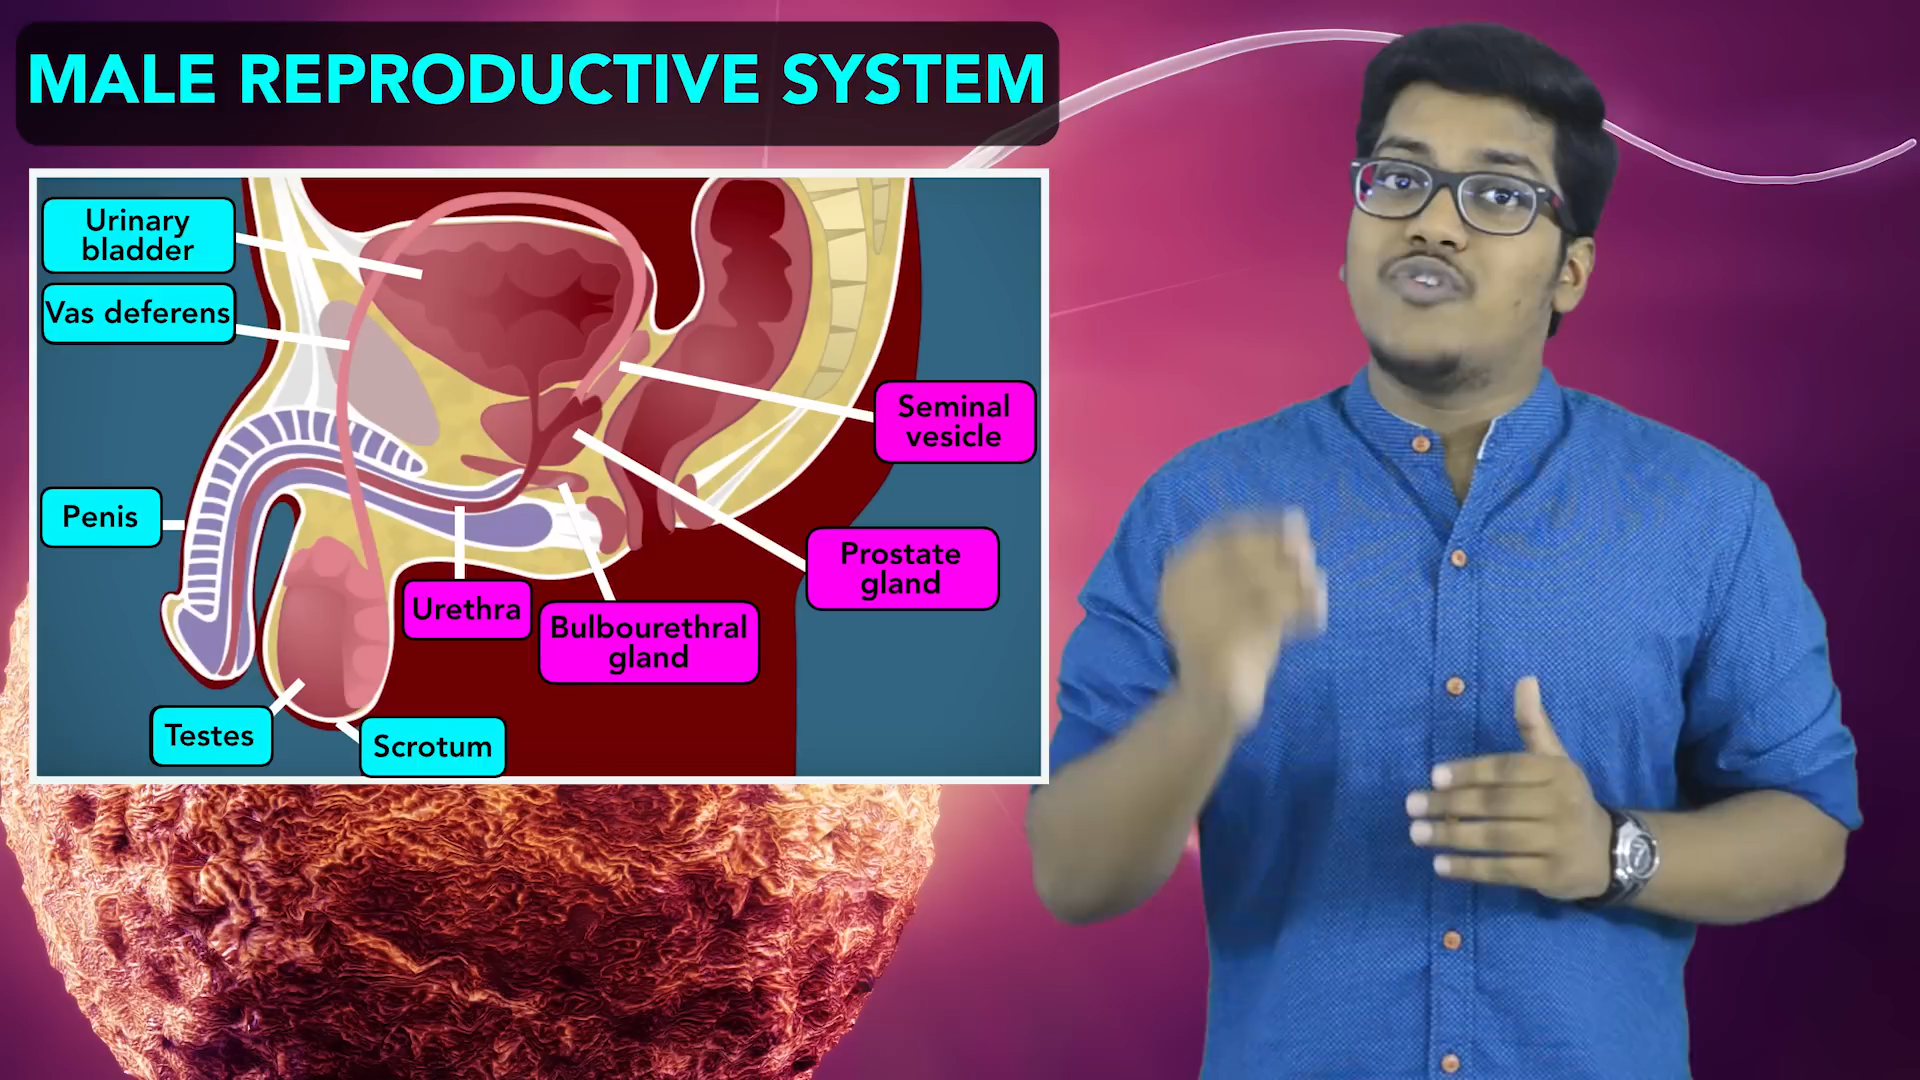 MALE REPRODUCTIVE SYSTEM
Urinary
bladder
Vas deferens
Seminal
vesicle
Penis
Prostate
gland
Urethra
Bulbourethral
gland
Testes
Scrotum